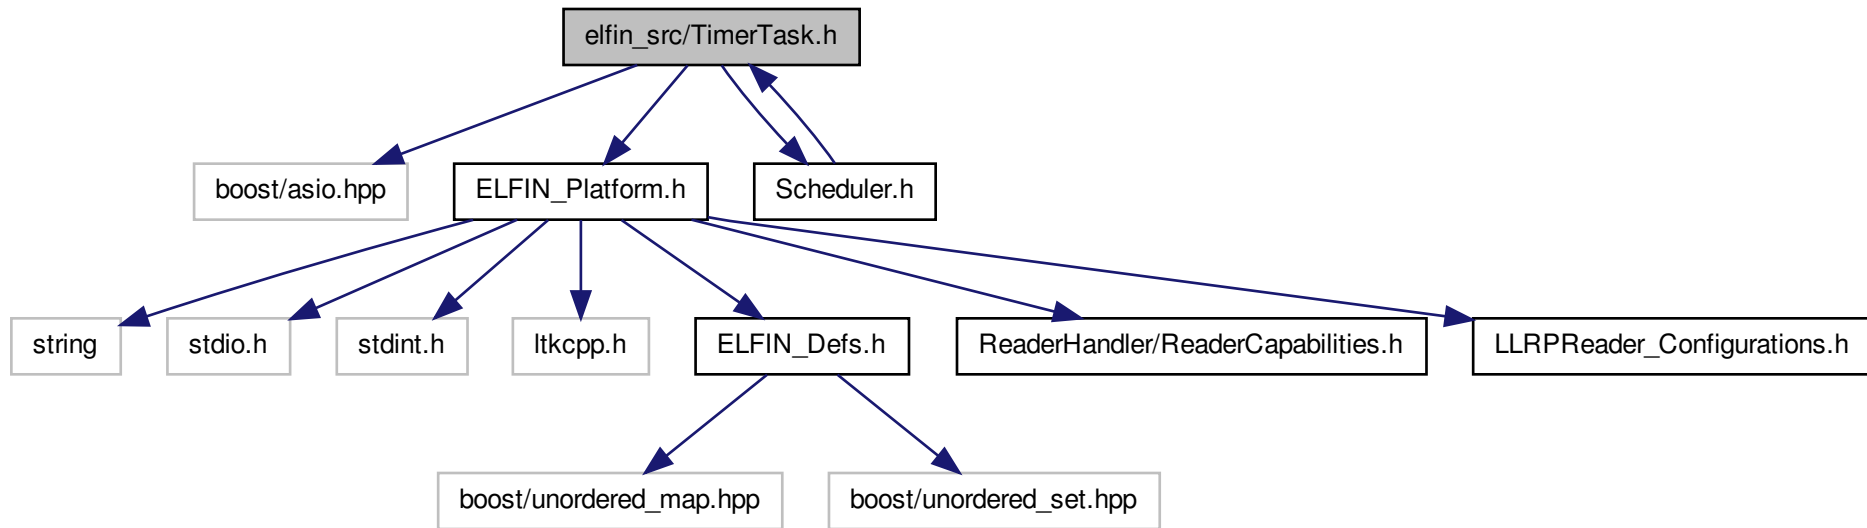 elfin_src/TimerTask.h
boost/asio.hpp
ELFIN_Platform.h
Scheduler.h
string
stdio.h
stdint.h
ltkcpp.h
ELFIN_Defs.h
ReaderHandler/ReaderCapabilities.h
LLRPReader_Configurations.h
boost/unordered_map.hpp
boost/unordered_set.hpp